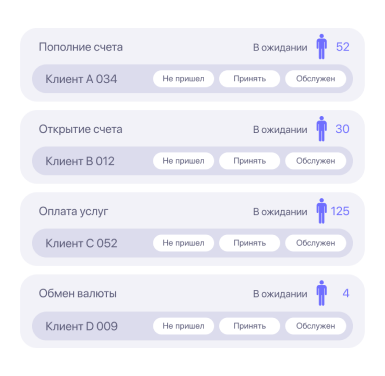 Пополние счета В ожидании 52
Клиент A 034 Не пришел Принять Обслужен
Открытие счета В ожидании 30
Клиент B 012 Не пришел Принять Обслужен
Оплата услуг В ожидании 125
Клиент C 052 Не пришел Принять Обслужен
Обмен валюты В ожидании 4
Клиент D 009 Не пришел Принять Обслужен